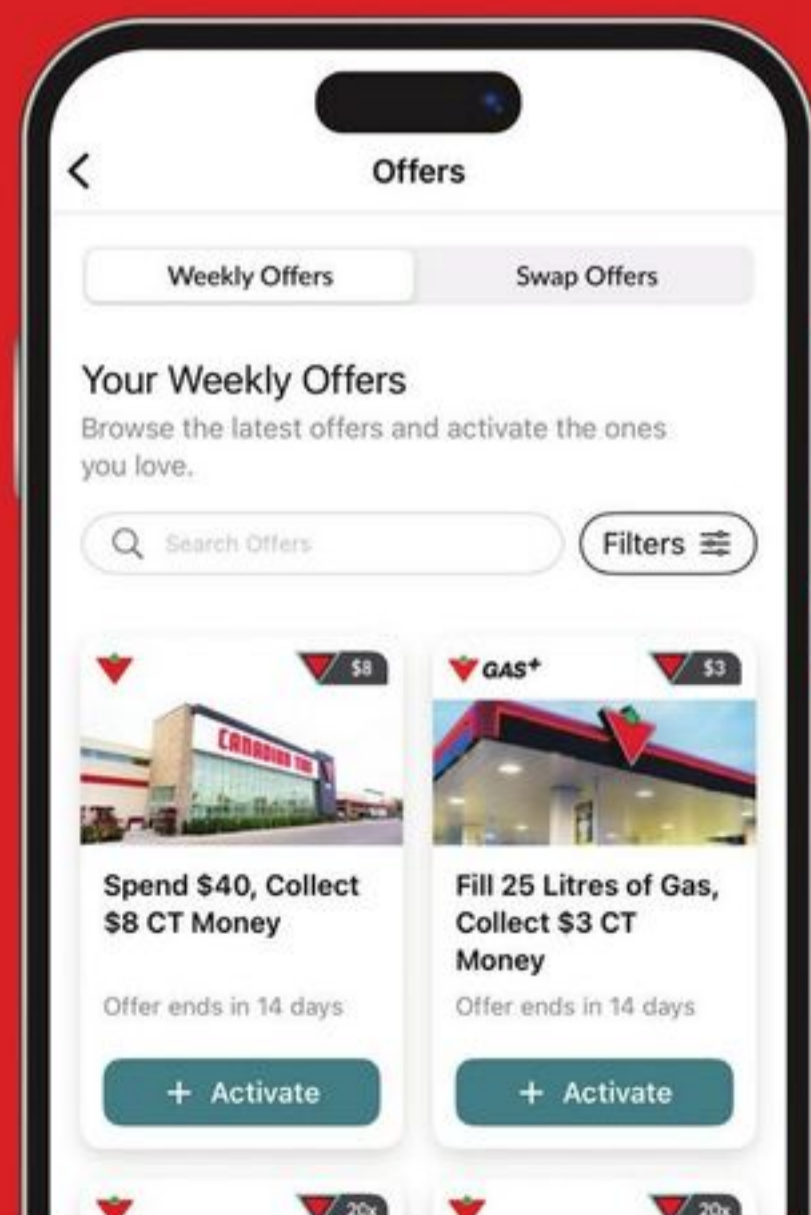 Offers
Weekly Offers
Swap Offers
Your Weekly Offers
Browse the latest offers and activate the ones
you love.
Search Offers
Filters
$8
GAS+
$3
CANADIAN TIRE
Spend $40, Collect
$8 CT Money
Fill 25 Litres of Gas,
Collect $3 CT
Money
Offer ends in 14 days
Offer ends in 14 days
+ Activate
+ Activate
20x
20x